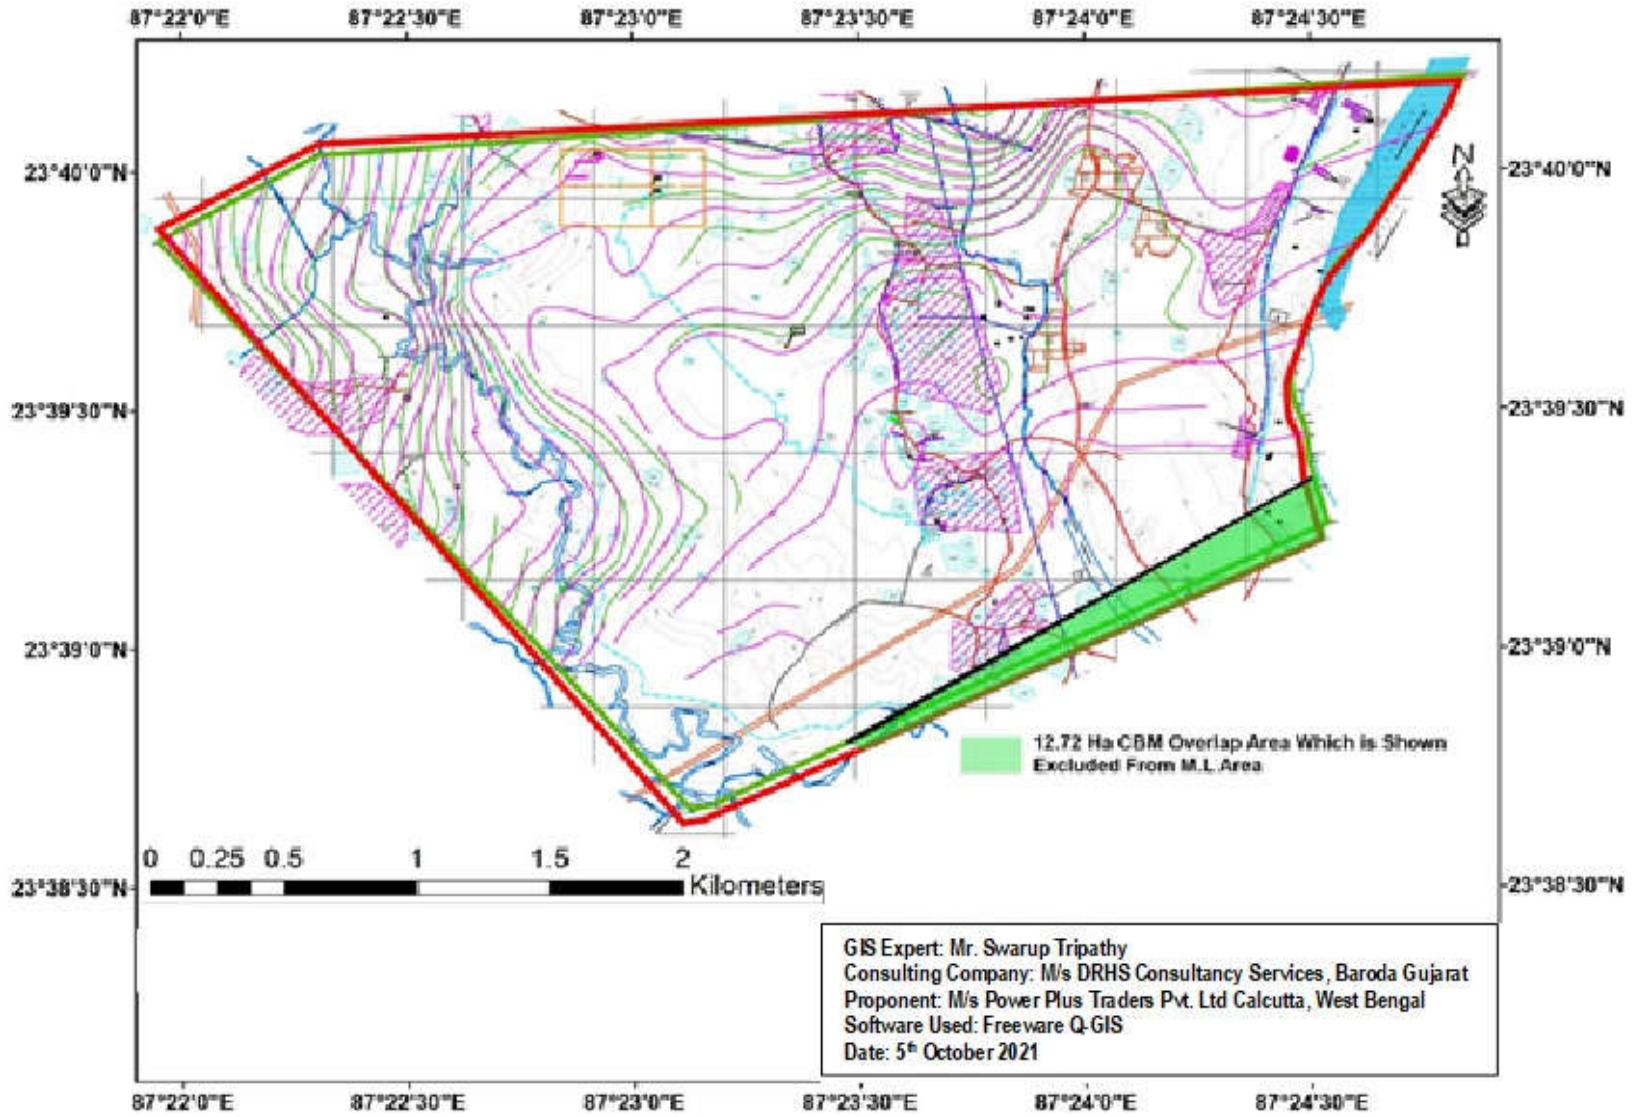 87°22'0"E 87°22'30"E 87°23'0"E 87°23'30"E 87°24'0"E 87°24'30"E
N
23°40'0"N 23°40'0"N
23°39'30"N 23°39'30"N
23°39'0"N 23°39'0"N
12.72 Ha CBM Overlap Area Which is Shown
Excluded From M.L.Area
0 0.25 0.5 1 1.5 2
Kilometers
23°38'30"N 23°38'30"N
GIS Expert: Mr. Swarup Tripathy
Consulting Company: M/s DRHS Consultancy Services, Baroda Gujarat
Proponent: M/s Power Plus Traders Pvt. Ltd Calcutta, West Bengal
Software Used: Freeware Q-GIS
Date: 5th October 2021
87°22'0"E 87°22'30"E 87°23'0"E 87°23'30"E 87°24'0"E 87°24'30"E